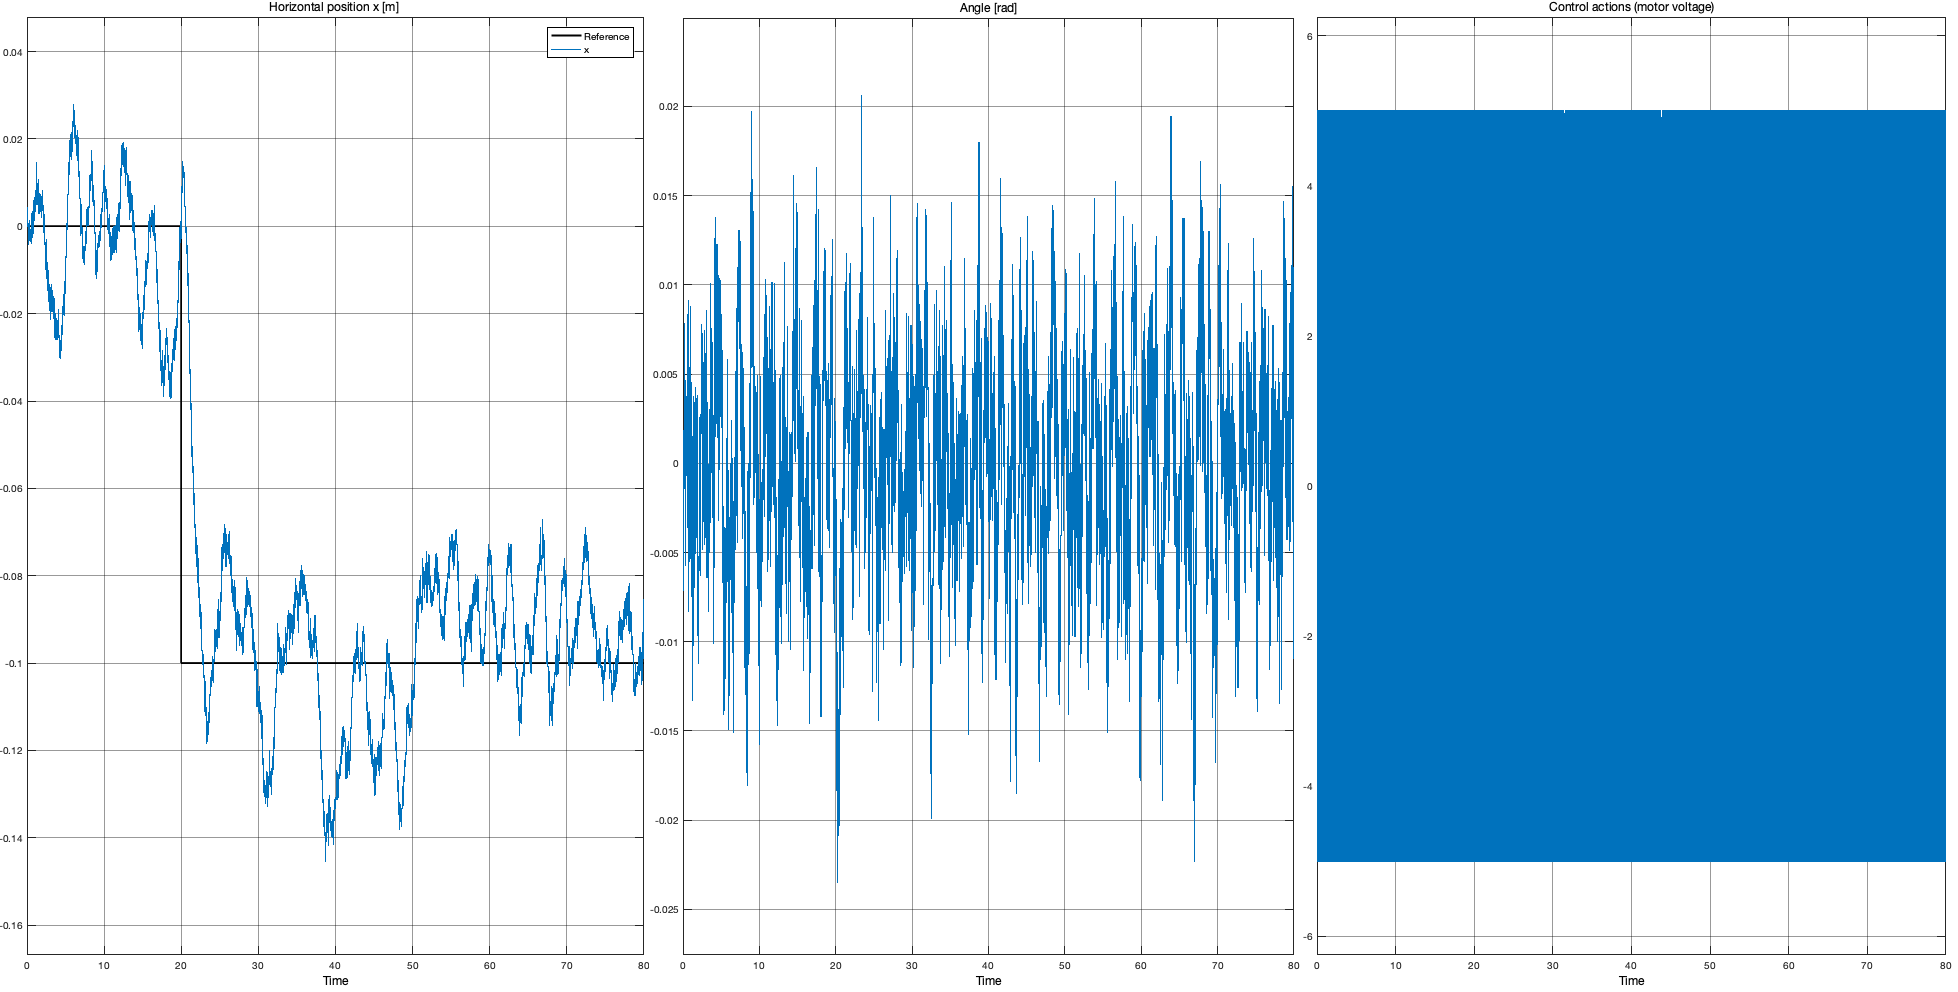 Horizontal position x [m]
Reference
x
0.04
0.02
0
-0.02
-0.04
-0.06
-0.08
-0.1
-0.12
-0.14
-0.16
0 10 20 30 40 50 60 70 80
Time
Angle [rad]
0.02
0.015
0.01
0.005
0
-0.005
-0.01
-0.015
-0.02
-0.025
0 10 20 30 40 50 60 70 80
Time
Control actions (motor voltage)
6
4
2
0
-2
-4
-6
0 10 20 30 40 50 60 70 80
Time